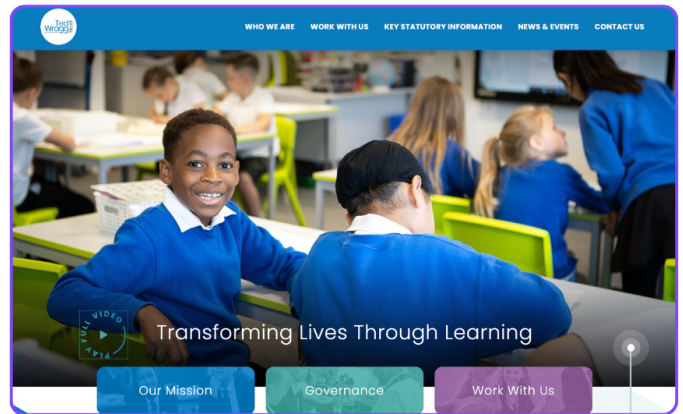 Ted
Wragg
WHO WE ARE WORK WITH US KEY STATUTORY INFORMATION NEWS & EVENTS CONTACT US
PLAY FULL VIDEO
Transforming Lives Through Learning
Our Mission Governance Work With Us